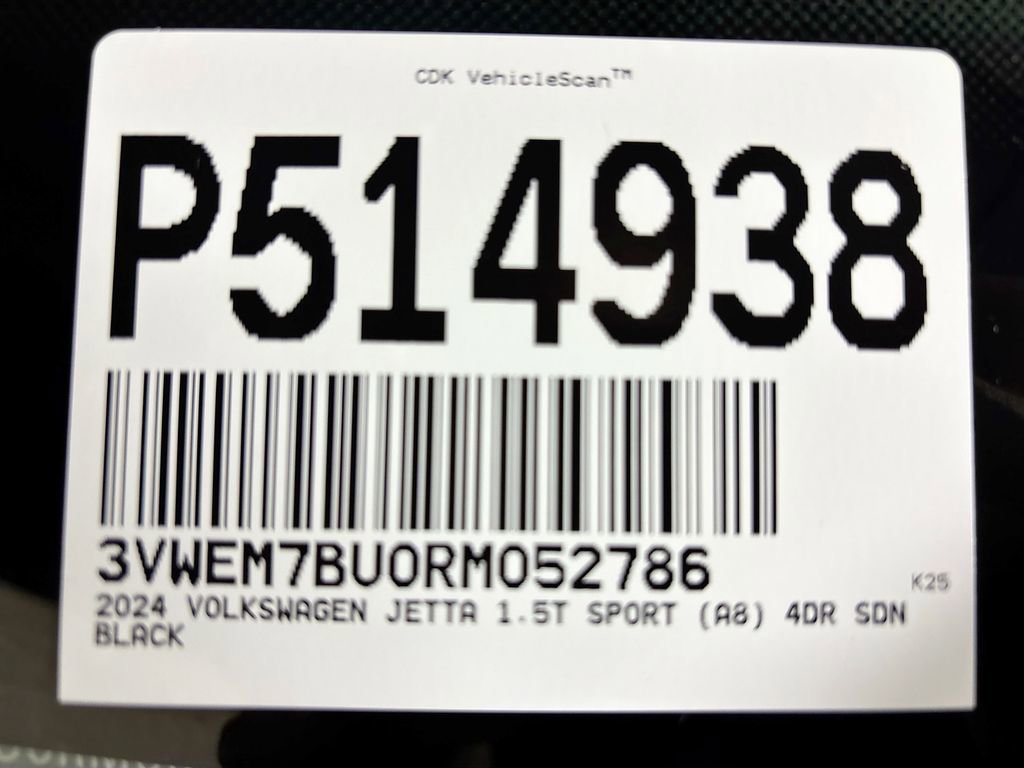 CDK VehicleScan™
P514938
3VWEM7BU0RM052786
K25
2024 VOLKSWAGEN JETTA 1.5T SPORT (A8) 4DR SDN
BLACK